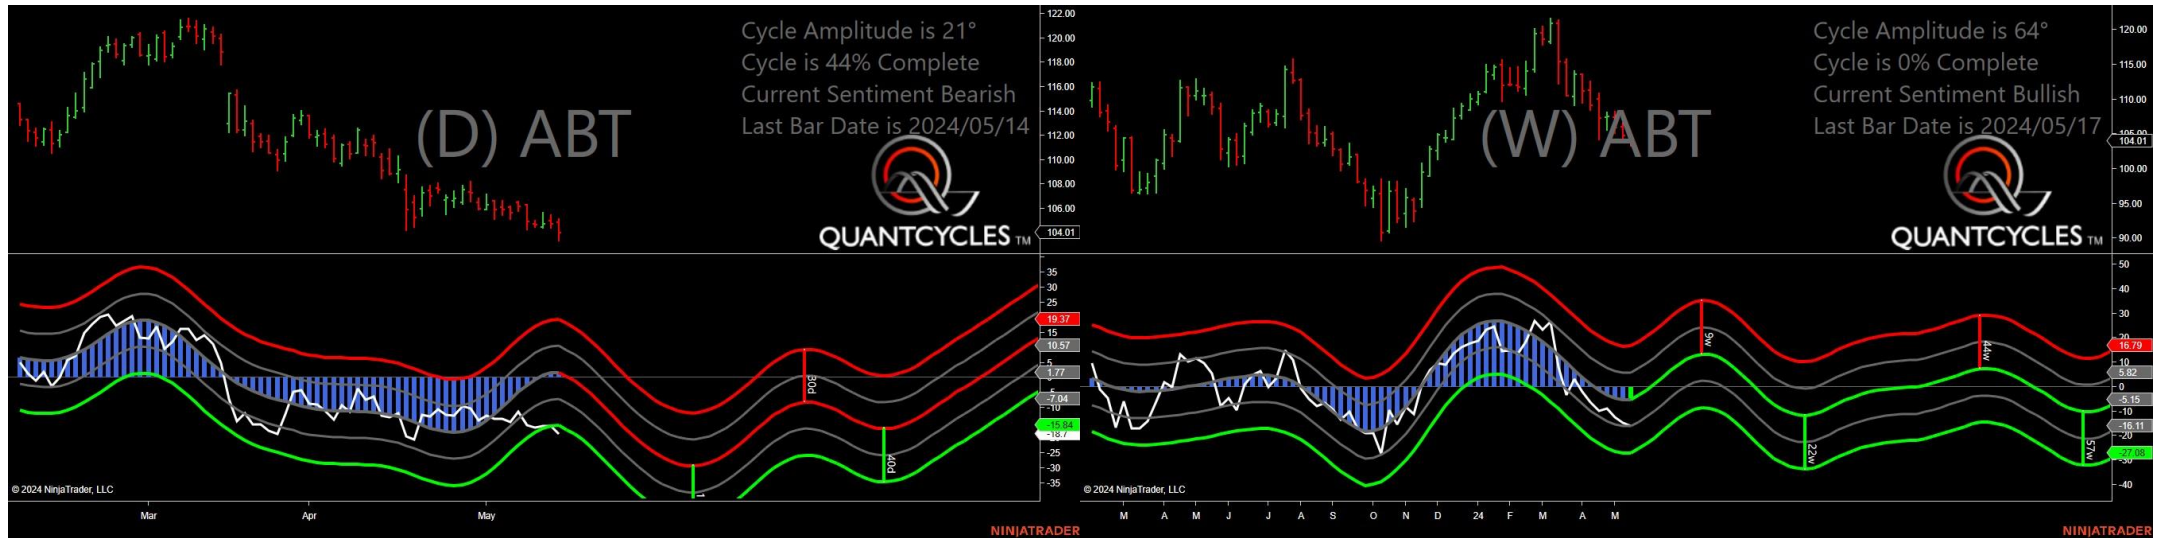 Cycle Amplitude is 21°
Cycle is 44% Complete
Current Sentiment Bearish
Last Bar Date is 2024/05/14
(D) ABT
QUANTCYCLES TM
122.00
120.00
118.00
116.00
114.00
112.00
110.00
108.00
106.00
104.01
35
30
25
19.37
15
10.57
5
1.77
-7.04
-10
-15.84
-18.7
-25
-30
-35
30d
40d
© 2024 NinjaTrader, LLC
Mar Apr May
NINJATRADER
Cycle Amplitude is 64°
Cycle is 0% Complete
Current Sentiment Bullish
Last Bar Date is 2024/05/17
(W) ABT
QUANTCYCLES TM
120.00
115.00
110.00
105.00
104.01
100.00
95.00
90.00
50
40
30
20
16.79
10
5.82
0
-5.15
-10
-16.11
-20
-27.08
-30
-40
9w
22w
44w
57w
© 2024 NinjaTrader, LLC
M A M J J A S O N D 24 F M A M
NINJATRADER